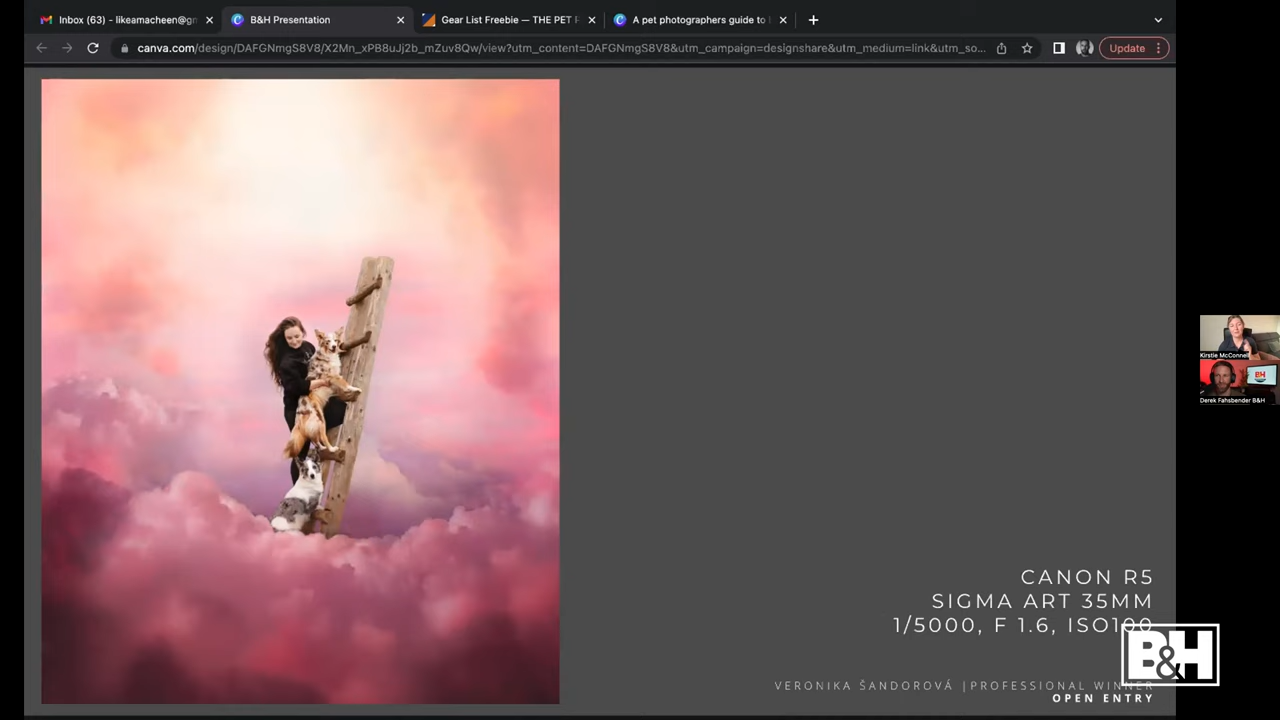 Inbox (63) - likeamacheen@gm
B&H Presentation
Gear List Freebie — THE PET P
A pet photographers guide to
canva.com/design/DAFGNmgS8V8/X2Mn_xPB8uJj2b_mZuv8Qw/view?utm_content=DAFGNmgS8V8&utm_campaign=designshare&utm_medium=link&utm_so...
Update
Kirstie McConnell
B&H
Derek Fahsbender B&H
CANON R5
SIGMA ART 35MM
1/5000, F 1.6, ISO100
B&H
VERONIKA ŠANDOROVÁ |PROFESSIONAL WINNER
OPEN ENTRY